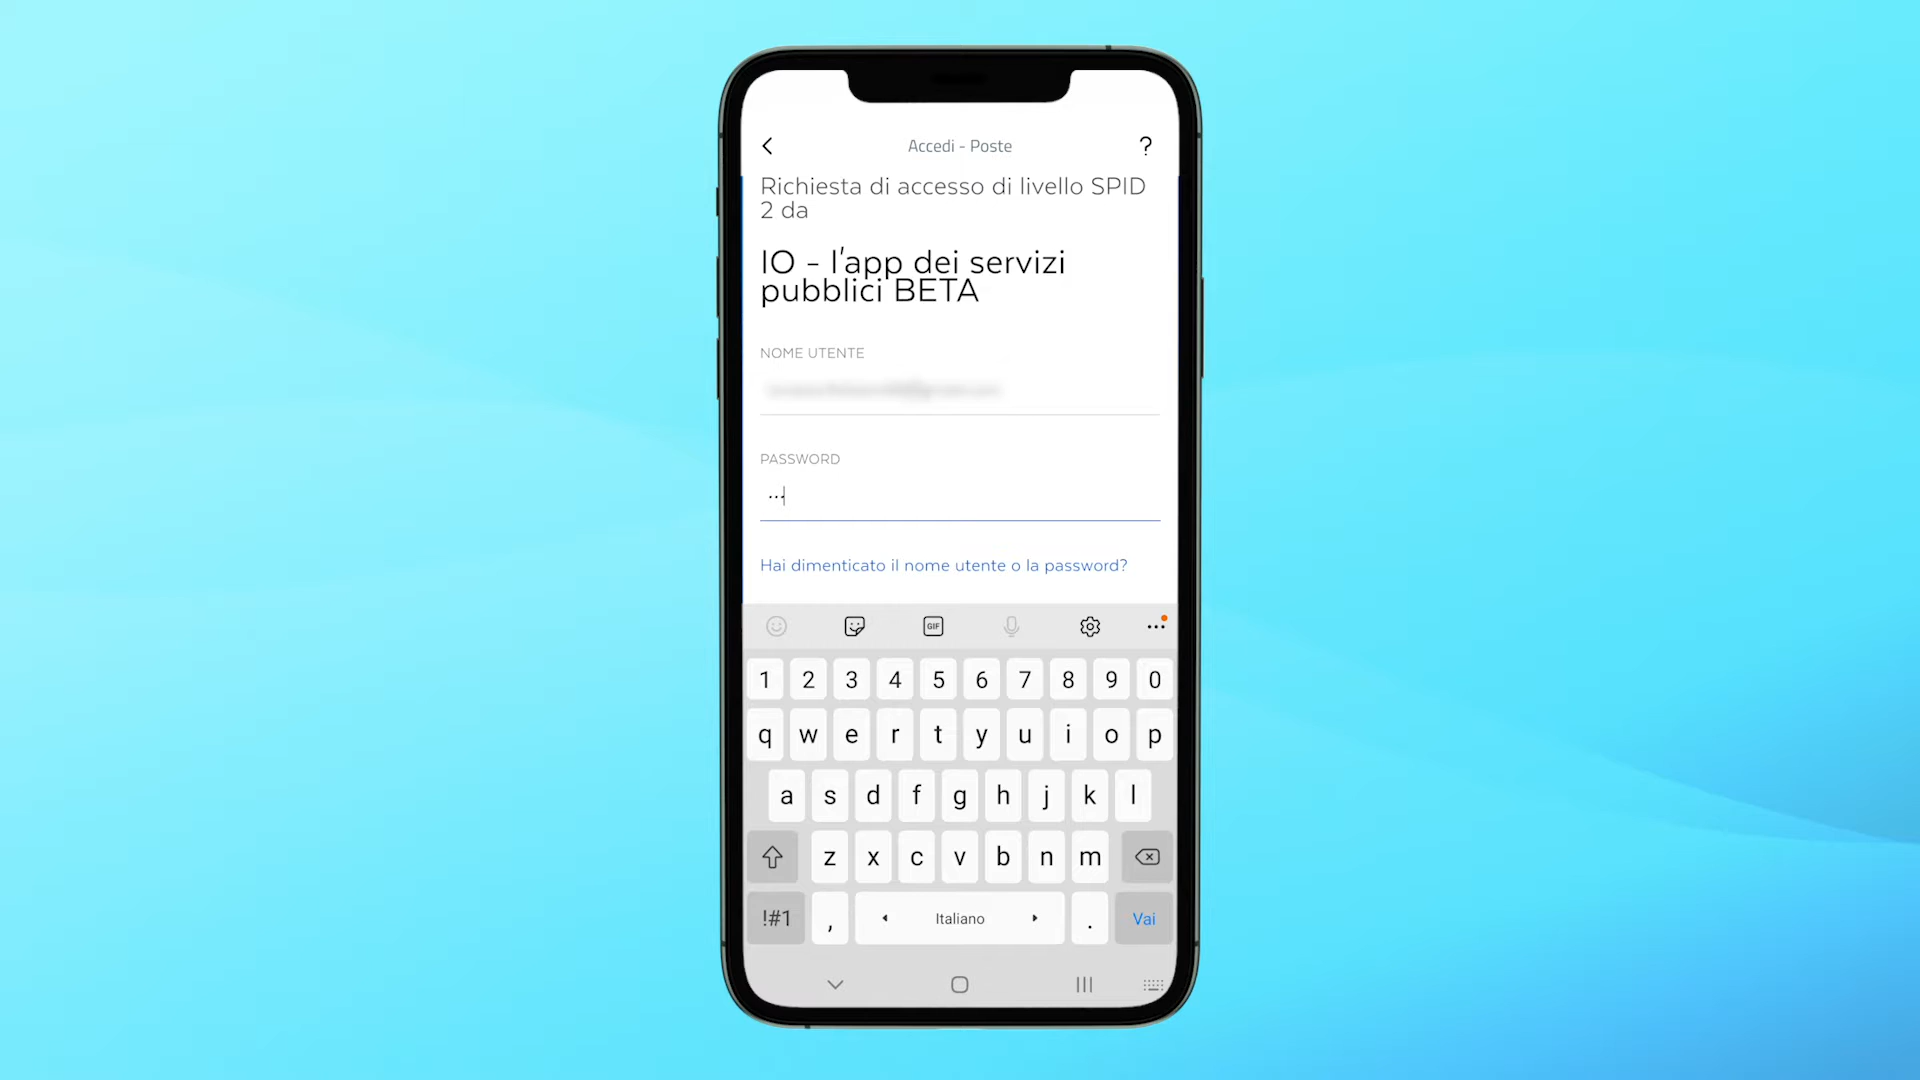 Accedi - Poste
?
Richiesta di accesso di livello SPID
2 da
IO - l'app dei servizi
pubblici BETA
NOME UTENTE
PASSWORD
Hai dimenticato il nome utente o la password?
GIF
1 2 3 4 5 6 7 8 9 0
q w e r t y u i o p
a s d f g h j k l
z x c v b n m
!#1 , Italiano . Vai